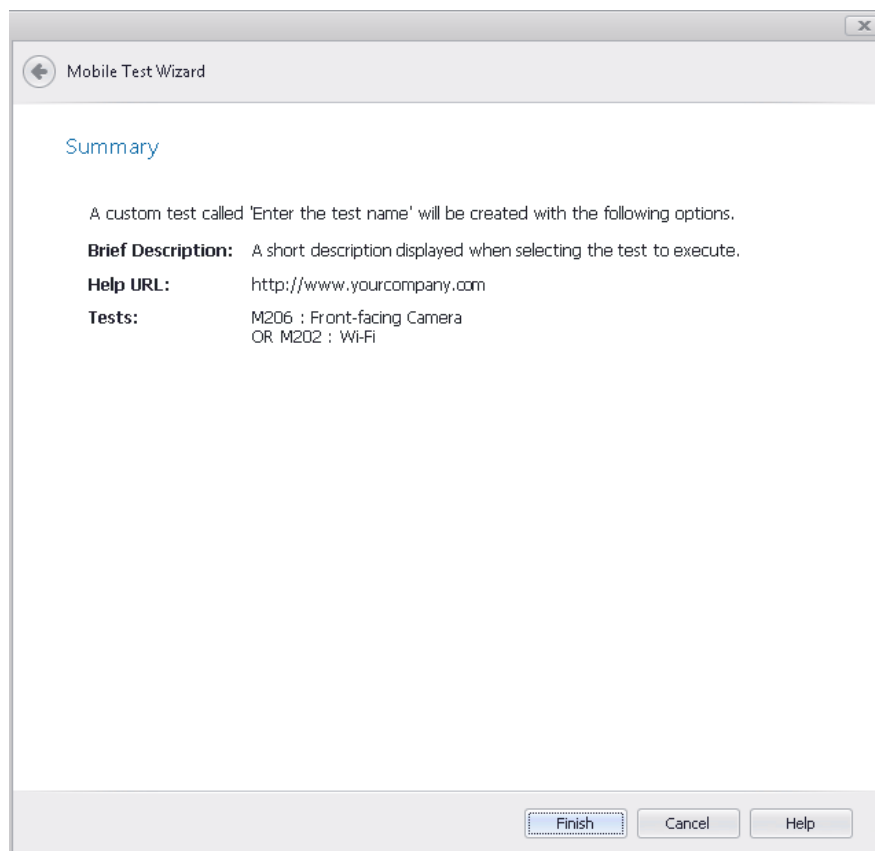 Mobile Test Wizard
Summary
A custom test called 'Enter the test name' will be created with the following options.
Brief Description: A short description displayed when selecting the test to execute.
Help URL: http://www.yourcompany.com
Tests: M206 : Front-facing Camera
OR M202 : Wi-Fi
Finish Cancel Help